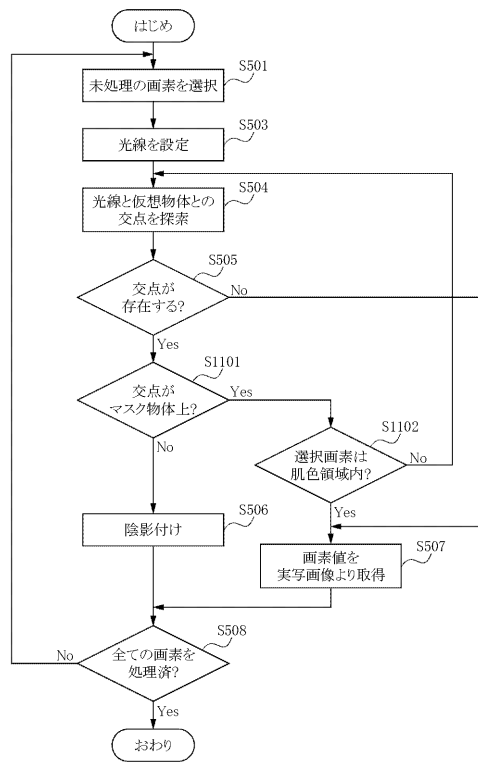 はじめ
S501
未処理の画素を選択
S503
光線を設定
S504
光線と仮想物体との
交点を探索
S505
交点が
存在する?
No
Yes
S1101
交点が
マスク物体上?
Yes
No
S1102
選択画素は
肌色領域内?
No
Yes
S506
陰影付け
S507
画素値を
実写画像より取得
S508
全ての画素を
処理済?
No
Yes
おわり